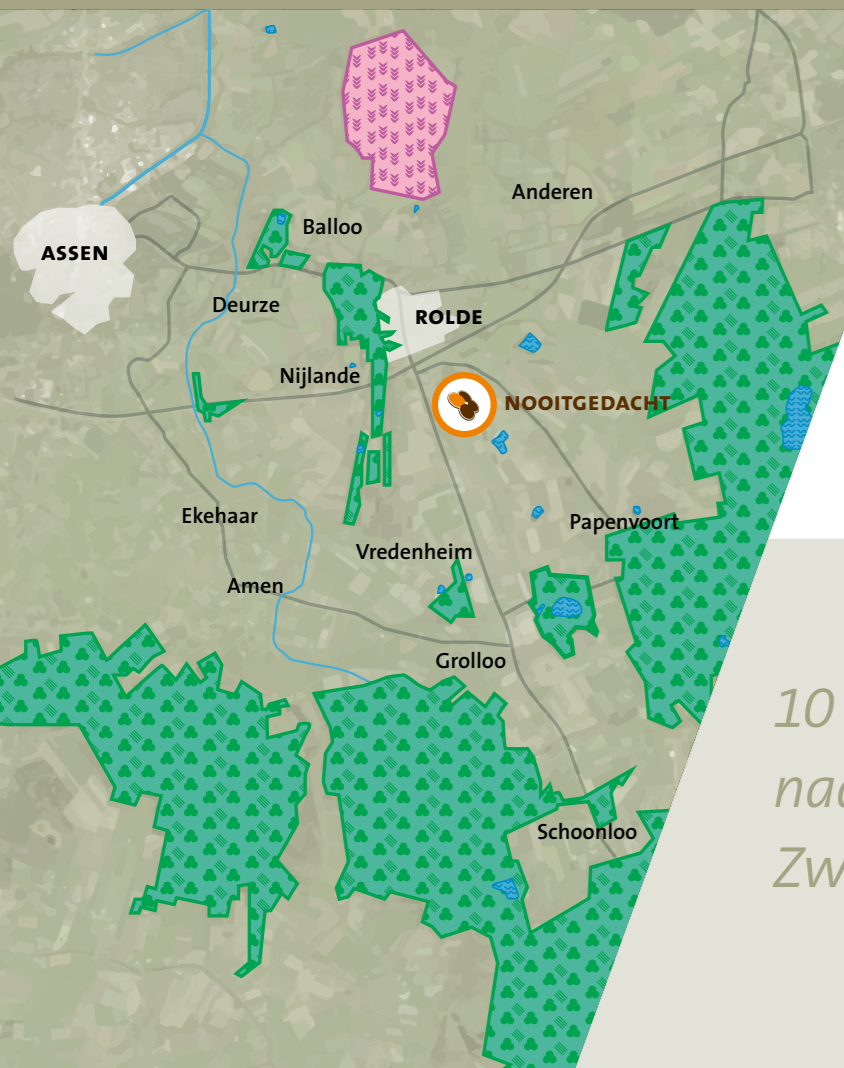 Anderen
Balloo
ASSEN
Deurze
ROLDE
Nijlande
NOOITGEDACHT
Ekehaar
Papenvoort
Vredenheim
Amen
Grolloo
10
Schoonloo